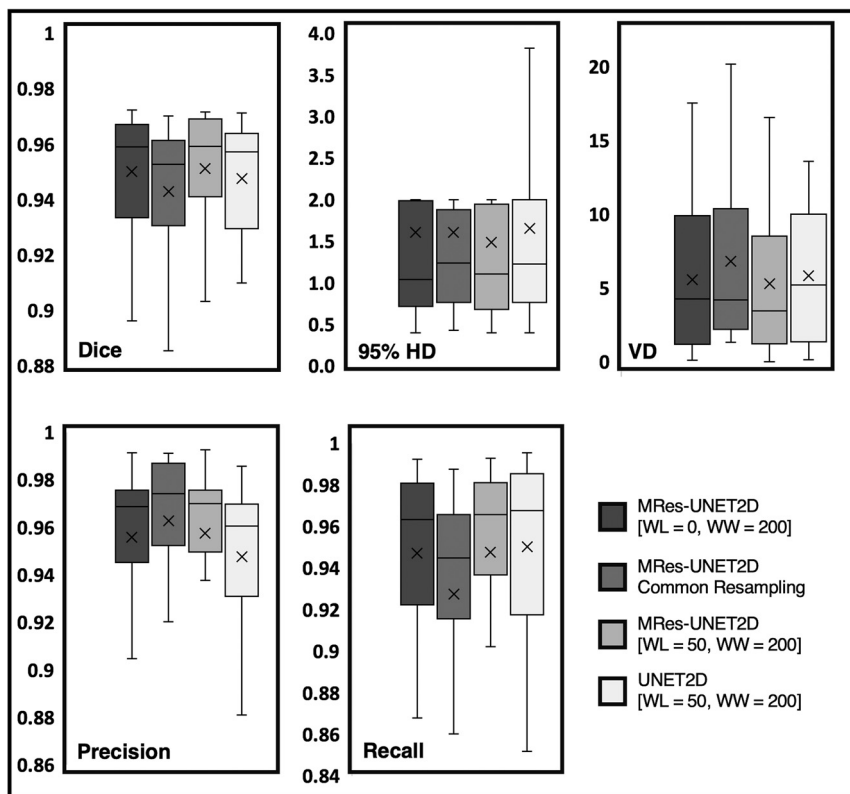 1
0.98
0.96
0.94
0.92
0.9
0.88
Dice
4.0
3.5
3.0
2.5
2.0
1.5
1.0
0.5
0.0
95% HD
20
15
10
5
0
VD
1
0.98
0.96
0.94
0.92
0.9
0.88
0.86
Precision
1
0.98
0.96
0.94
0.92
0.9
0.88
0.86
0.84
Recall
MRes-UNET2D
[WL = 0, WW = 200]
MRes-UNET2D
Common Resampling
MRes-UNET2D
[WL = 50, WW = 200]
UNET2D
[WL = 50, WW = 200]